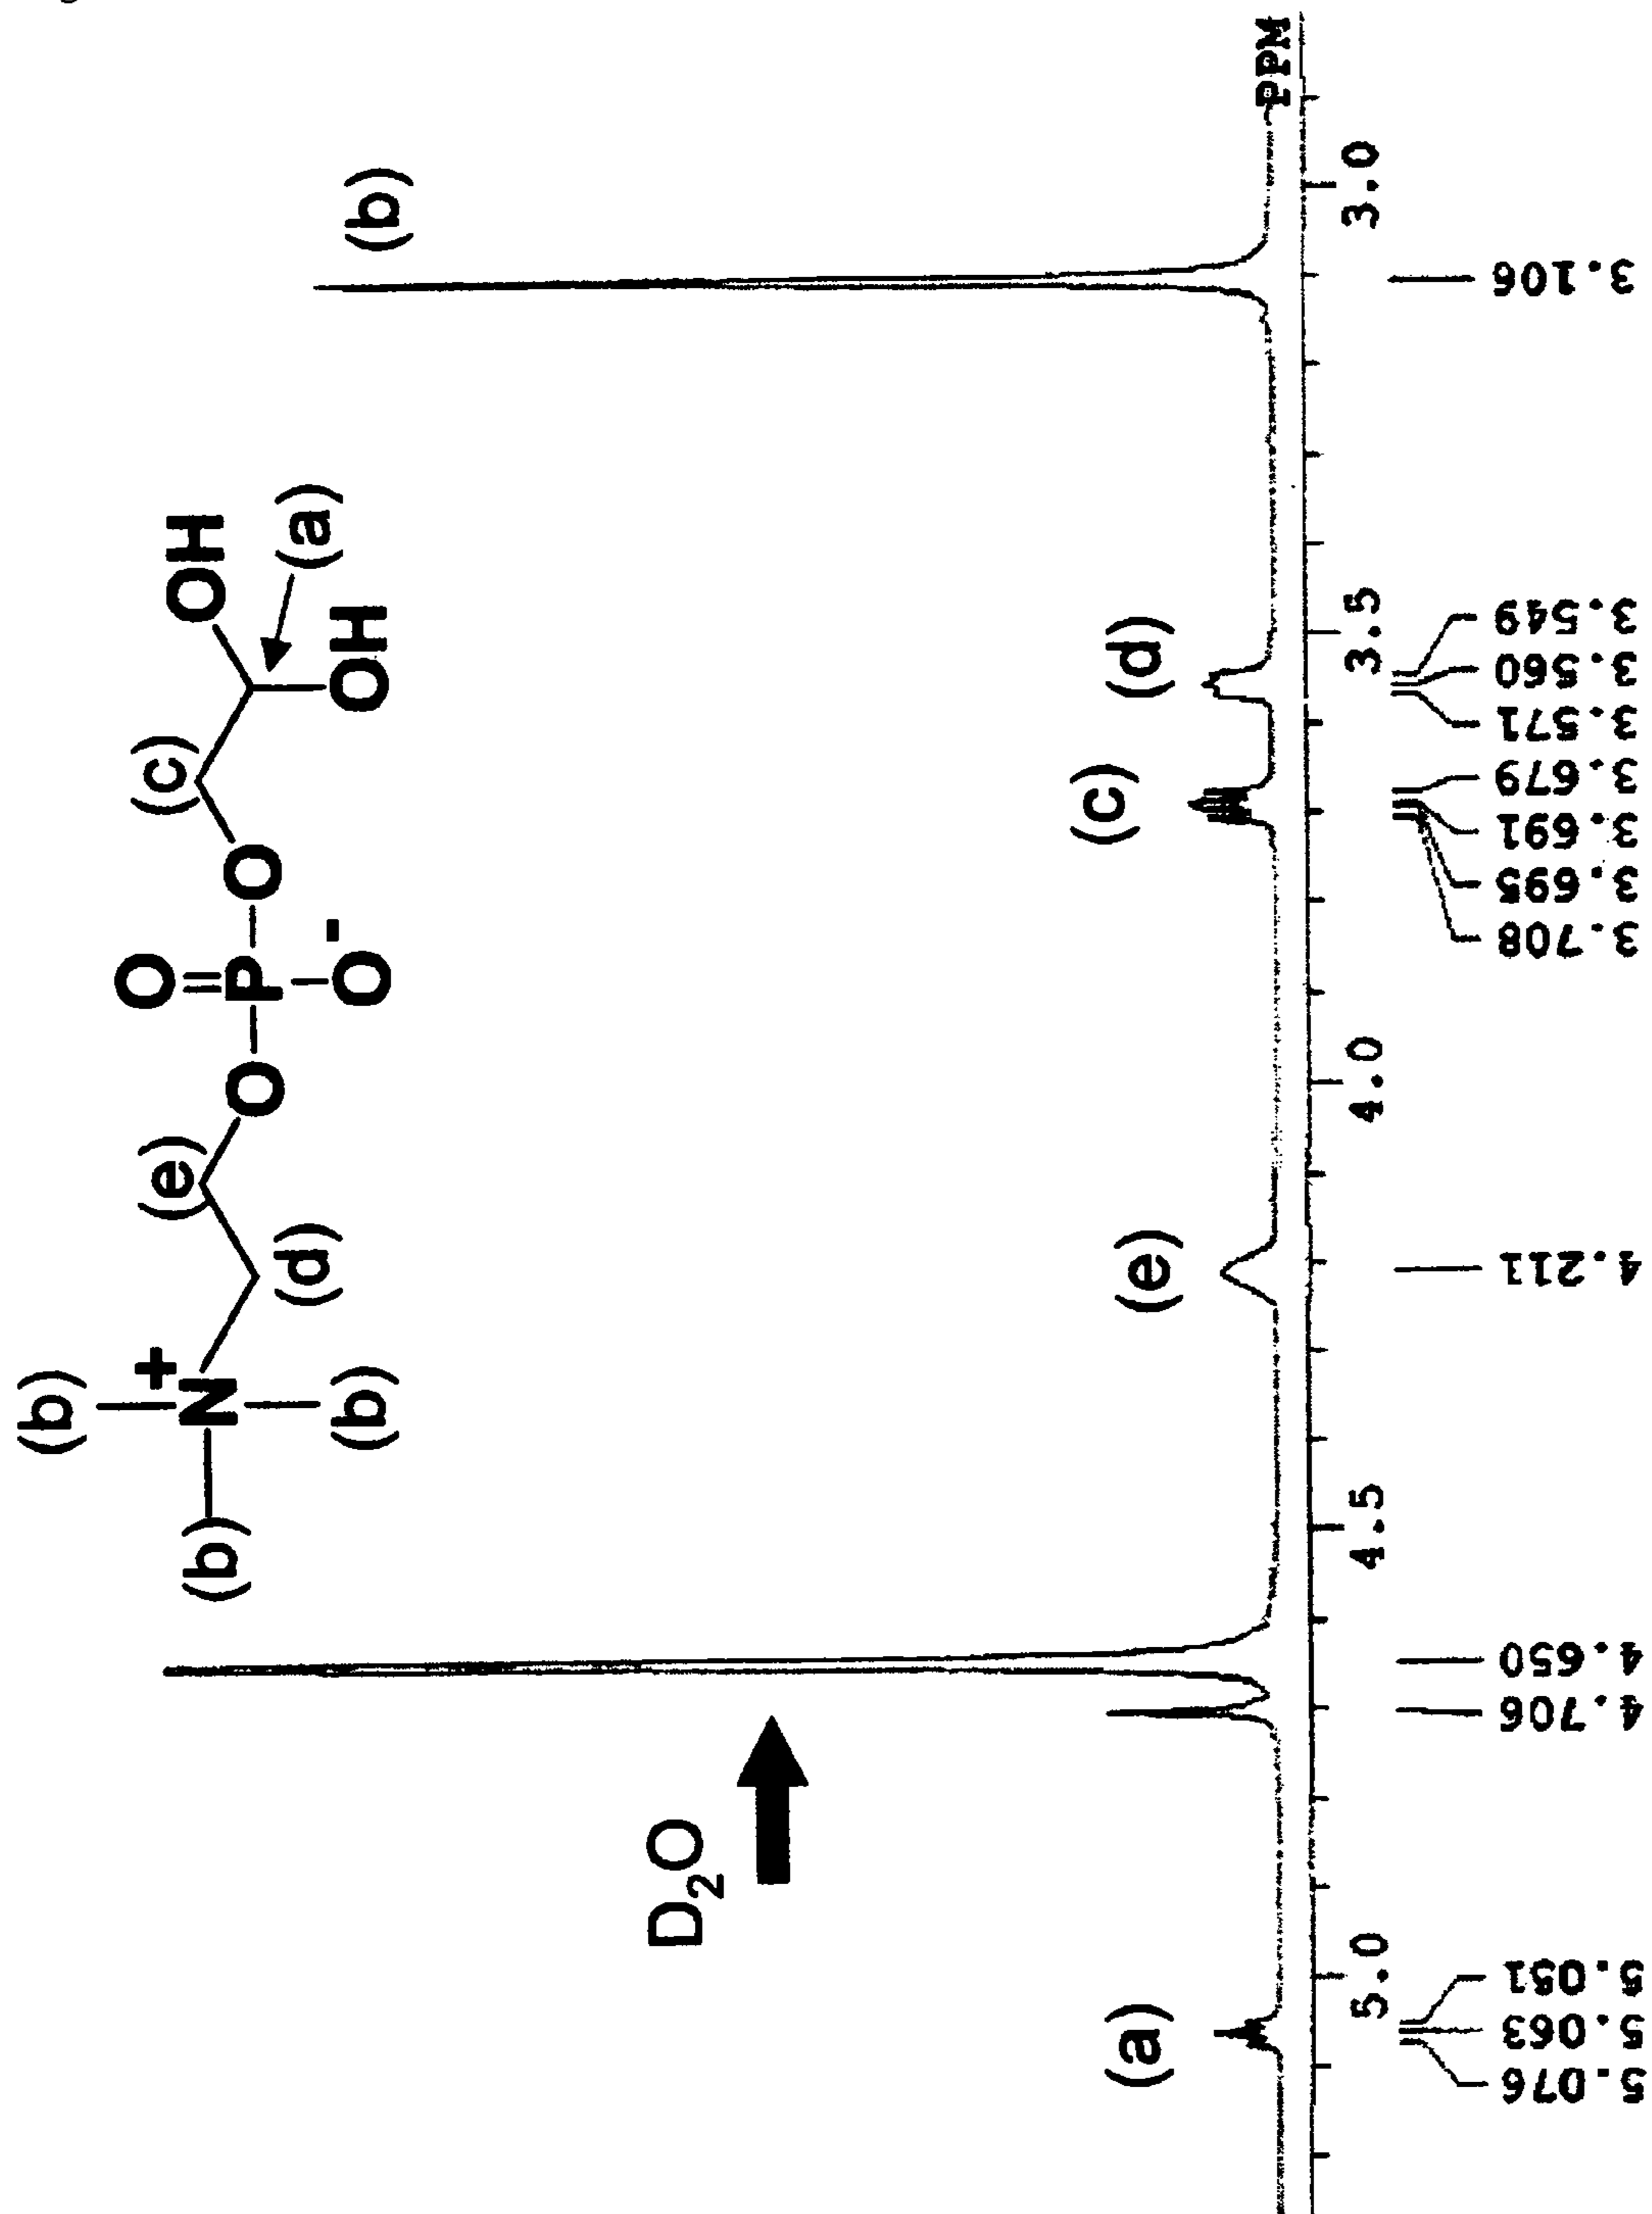 (b)
O
(e) (c) OH
(b) N + O P O
(d) (a)
(b) O - OH
(b)
D2O
(a) (e) (c) (d)
PPM
5.0 4.5 4.0 3.5 3.0
5.076
5.063
5.051
4.706
4.650
4.211
3.708
3.695
3.691
3.679
3.571
3.560
3.549
3.106